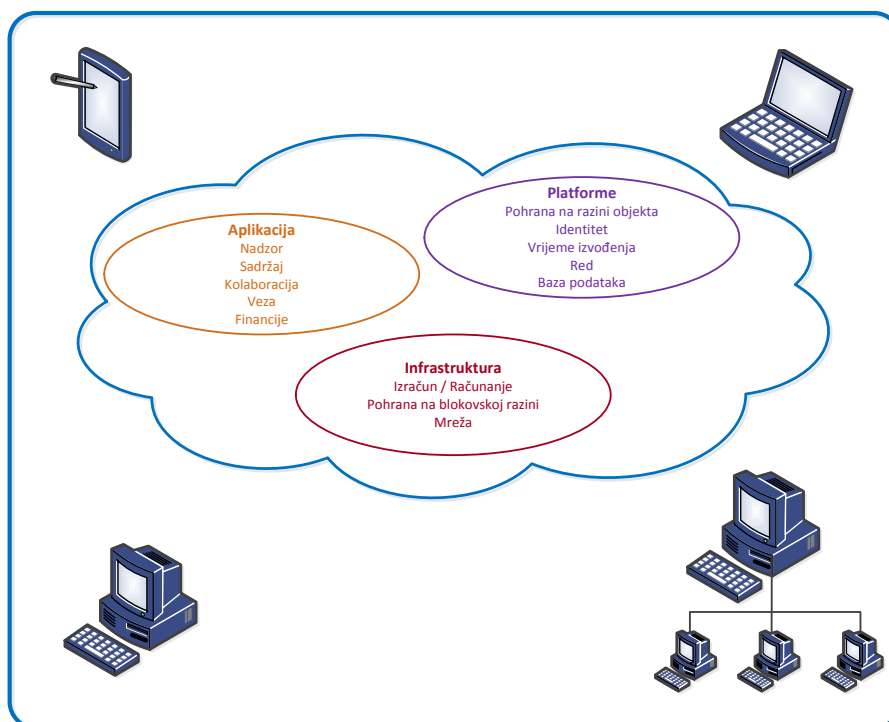 Aplikacija
Nadzor
Sadržaj
Kolaboracija
Veza
Financije
Platforme
Pohrana na razini objekta
Identitet
Vrijeme izvođenja
Red
Baza podataka
Infrastruktura
Izračun / Računanje
Pohrana na blokovskoj razini
Mreža